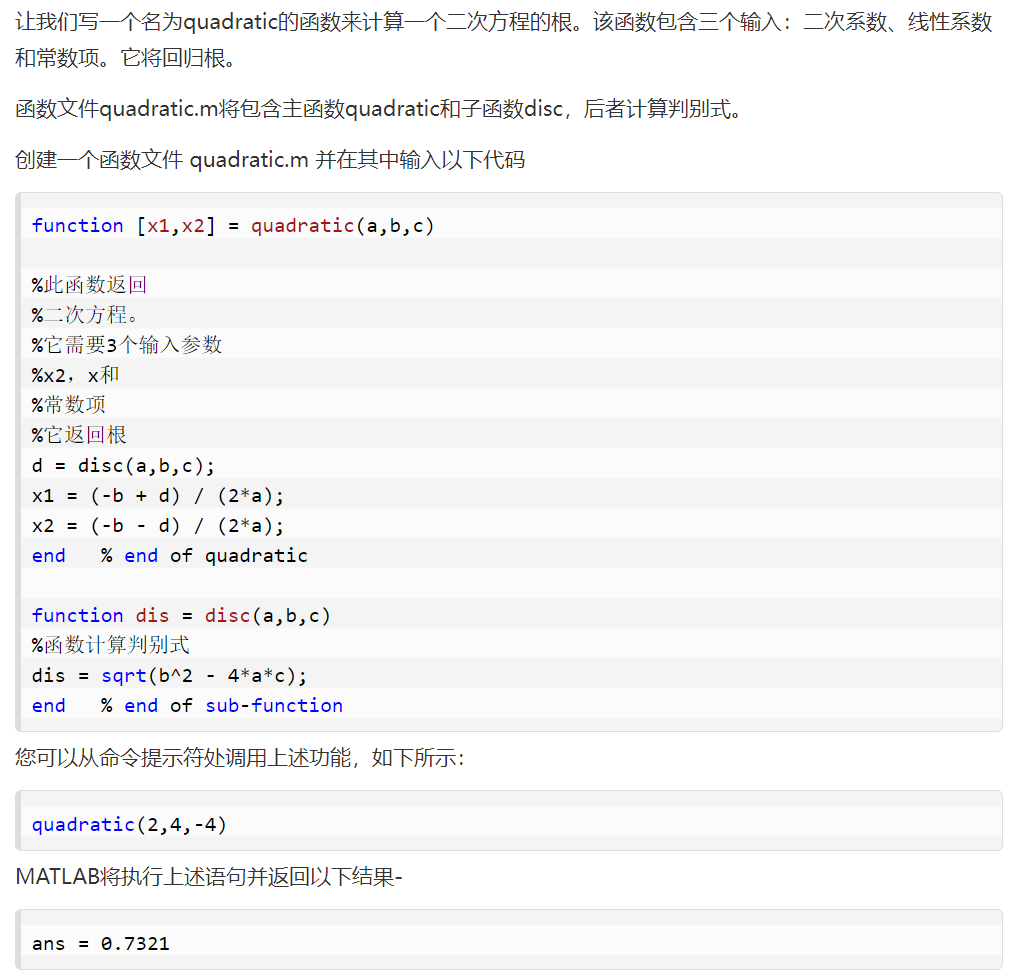 让我们写一个名为quadratic的函数来计算一个二次方程的根。该函数包含三个输入：二次系数、线性系数
和常数项。它将回归根。
函数文件quadratic.m将包含主函数quadratic和子函数disc，后者计算判别式。
创建一个函数文件 quadratic.m 并在其中输入以下代码
function [x1,x2] = quadratic(a,b,c)
%此函数返回
%二次方程。
%它需要3个输入参数
%x2，x和
%常数项
%它返回根
d = disc(a,b,c);
x1 = (-b + d) / (2*a);
x2 = (-b - d) / (2*a);
end   % end of quadratic
function dis = disc(a,b,c)
%函数计算判别式
dis = sqrt(b^2 - 4*a*c);
end   % end of sub-function
您可以从命令提示符处调用上述功能，如下所示：
quadratic(2,4,-4)
MATLAB将执行上述语句并返回以下结果-
ans = 0.7321